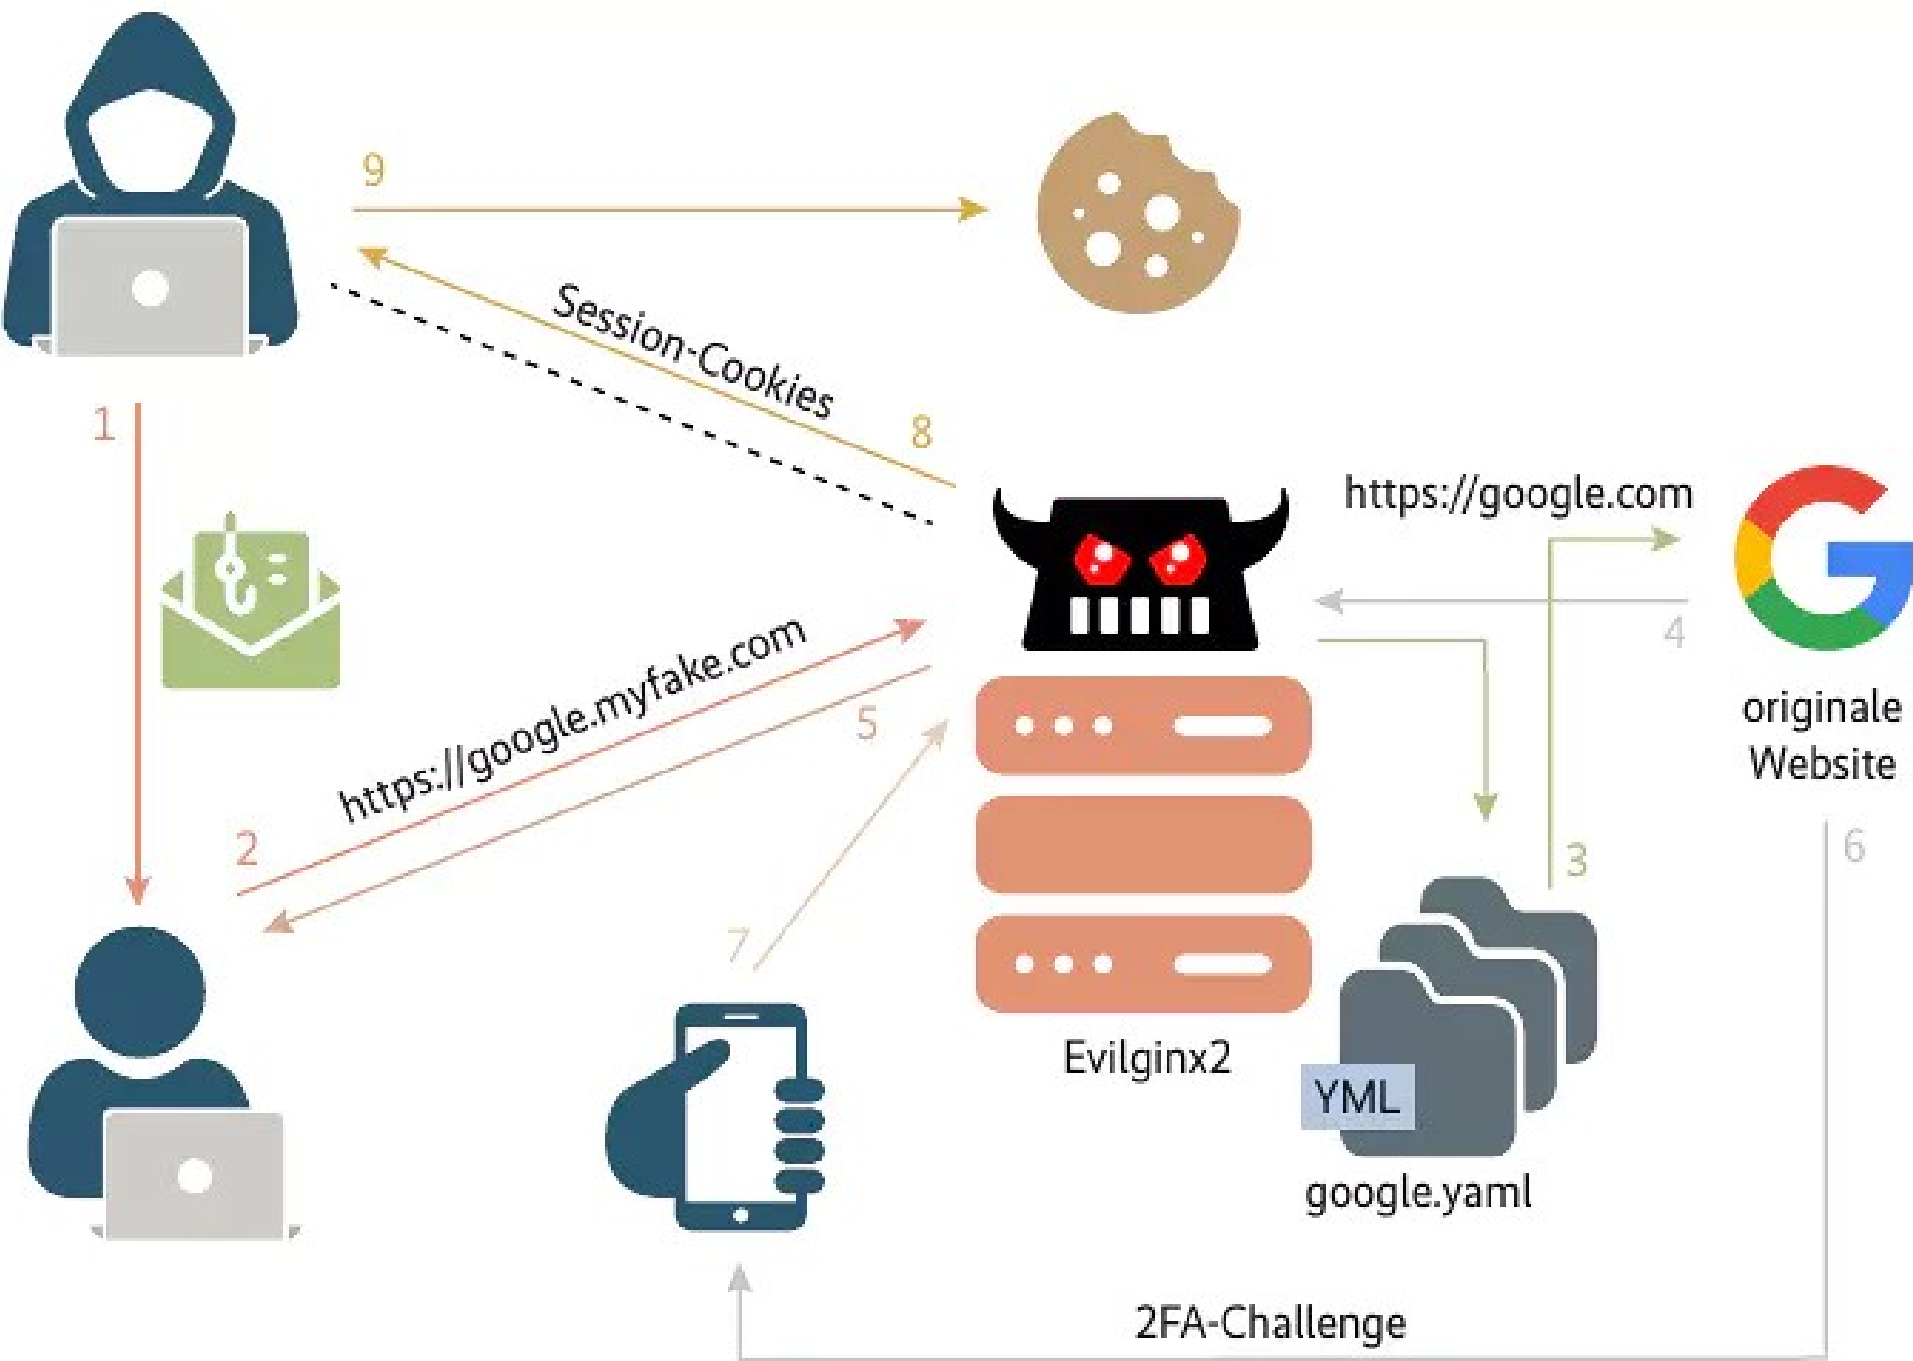 9
Session-Cookies
8
1
https://google.com
4
https://google.myfake.com
5
originale
Website
2
3
6
7
Evilginx2
YML
google.yaml
2FA-Challenge